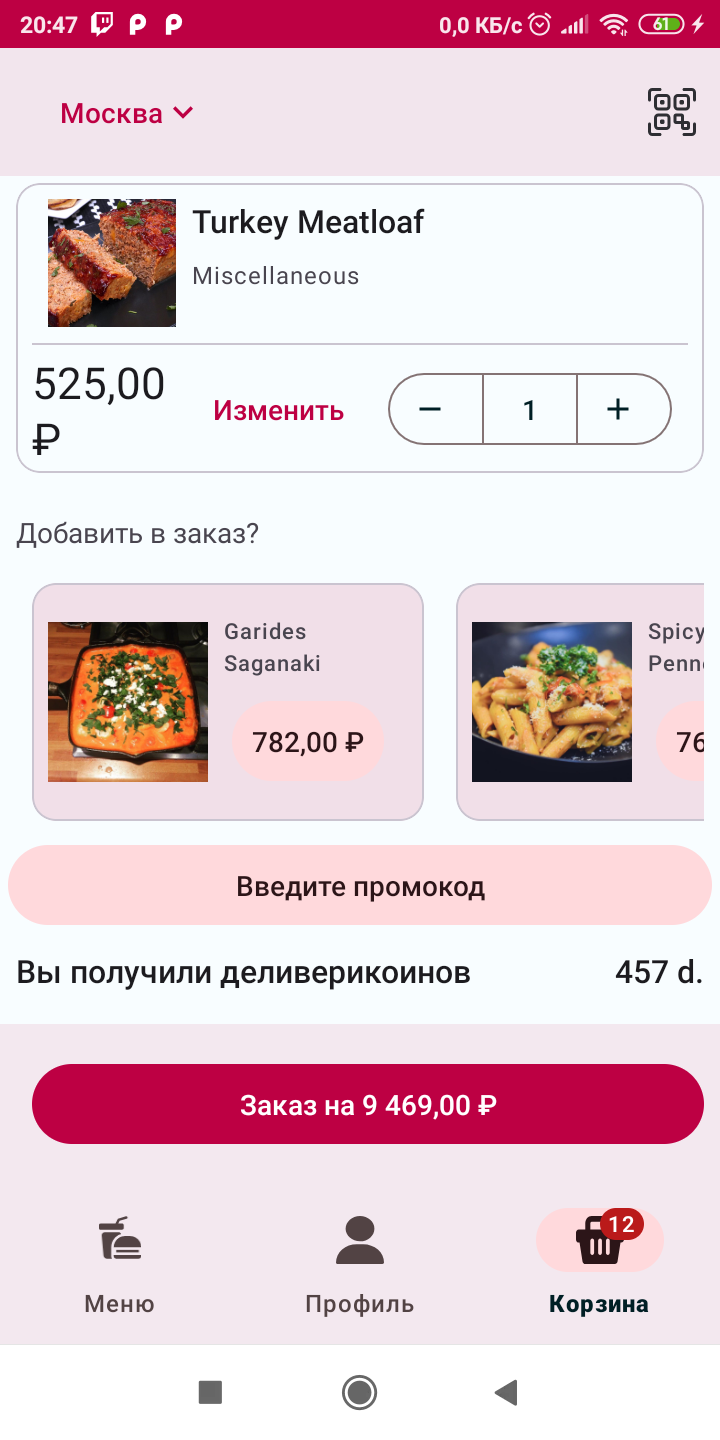 20:47
0,0 КБ/с
61
Москва
Turkey Meatloaf
Miscellaneous
525,00
₽
Изменить
1
Добавить в заказ?
Garides
Saganaki
782,00 ₽
Spicy
Penn
76
Введите промокод
Вы получили деливерикоинов
457 d.
Заказ на 9 469,00 ₽
12
Меню
Профиль
Корзина